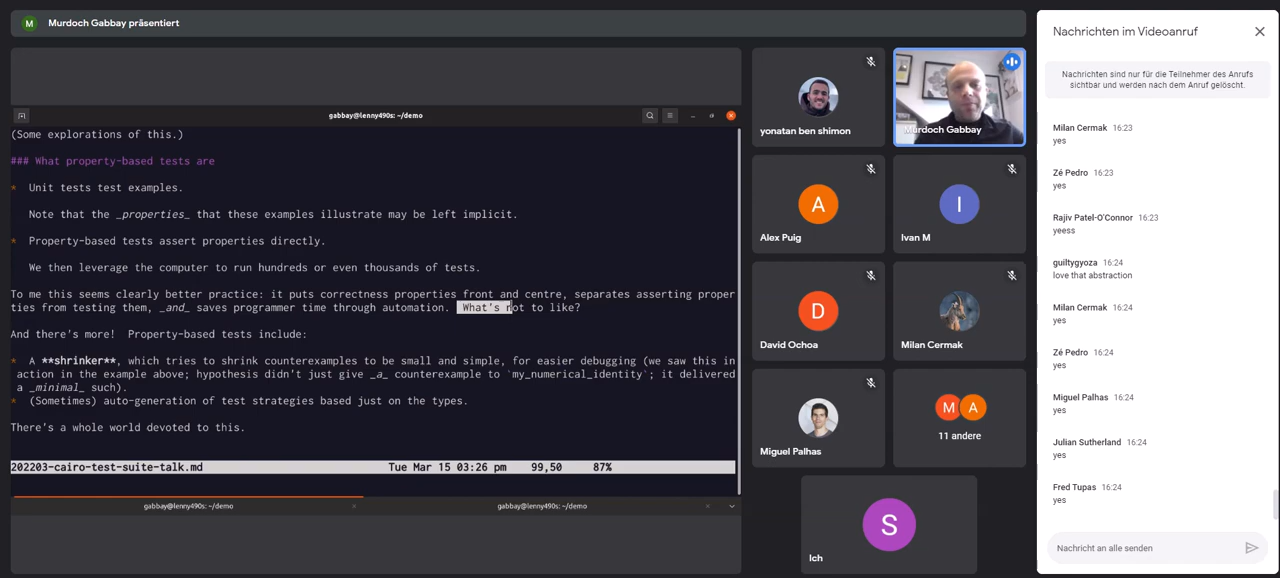 M
Murdoch Gabbay präsentiert
gabbay@lenny490s: ~/demo
(Some explorations of this.)
### What property-based tests are
* Unit tests test examples.
Note that the _properties_ that these examples illustrate may be left implicit.
* Property-based tests assert properties directly.
We then leverage the computer to run hundreds or even thousands of tests.
To me this seems clearly better practice: it puts correctness properties front and centre, separates asserting proper
ties from testing them, _and_ saves programmer time through automation. What's not to like?
And there's more! Property-based tests include:
* A **shrinker**, which tries to shrink counterexamples to be small and simple, for easier debugging (we saw this in
action in the example above; hypothesis didn't just give _a_ counterexample to `my_numerical_identity`; it delivered
a _minimal_ such).
* (Sometimes) auto-generation of test strategies based just on the types.
There's a whole world devoted to this.
202203-cairo-test-suite-talk.md Tue Mar 15 03:26 pm 99,50 87%
gabbay@lenny490s: ~/demo
gabbay@lenny490s: ~/demo
yonatan ben shimon
Murdoch Gabbay
A
Alex Puig
I
Ivan M
D
David Ochoa
Milan Cermak
Miguel Palhas
M A
11 andere
S
Ich
Nachrichten im Videoanruf
Nachrichten sind nur für die Teilnehmer des Anrufs
sichtbar und werden nach dem Anruf gelöscht.
Milan Cermak 16:23
yes
Zé Pedro 16:23
yes
Rajiv Patel-O'Connor 16:23
yeess
guiltygyoza 16:24
love that abstraction
Milan Cermak 16:24
yes
Zé Pedro 16:24
yes
Miguel Palhas 16:24
yes
Julian Sutherland 16:24
yes
Fred Tupas 16:24
yes
Nachricht an alle senden